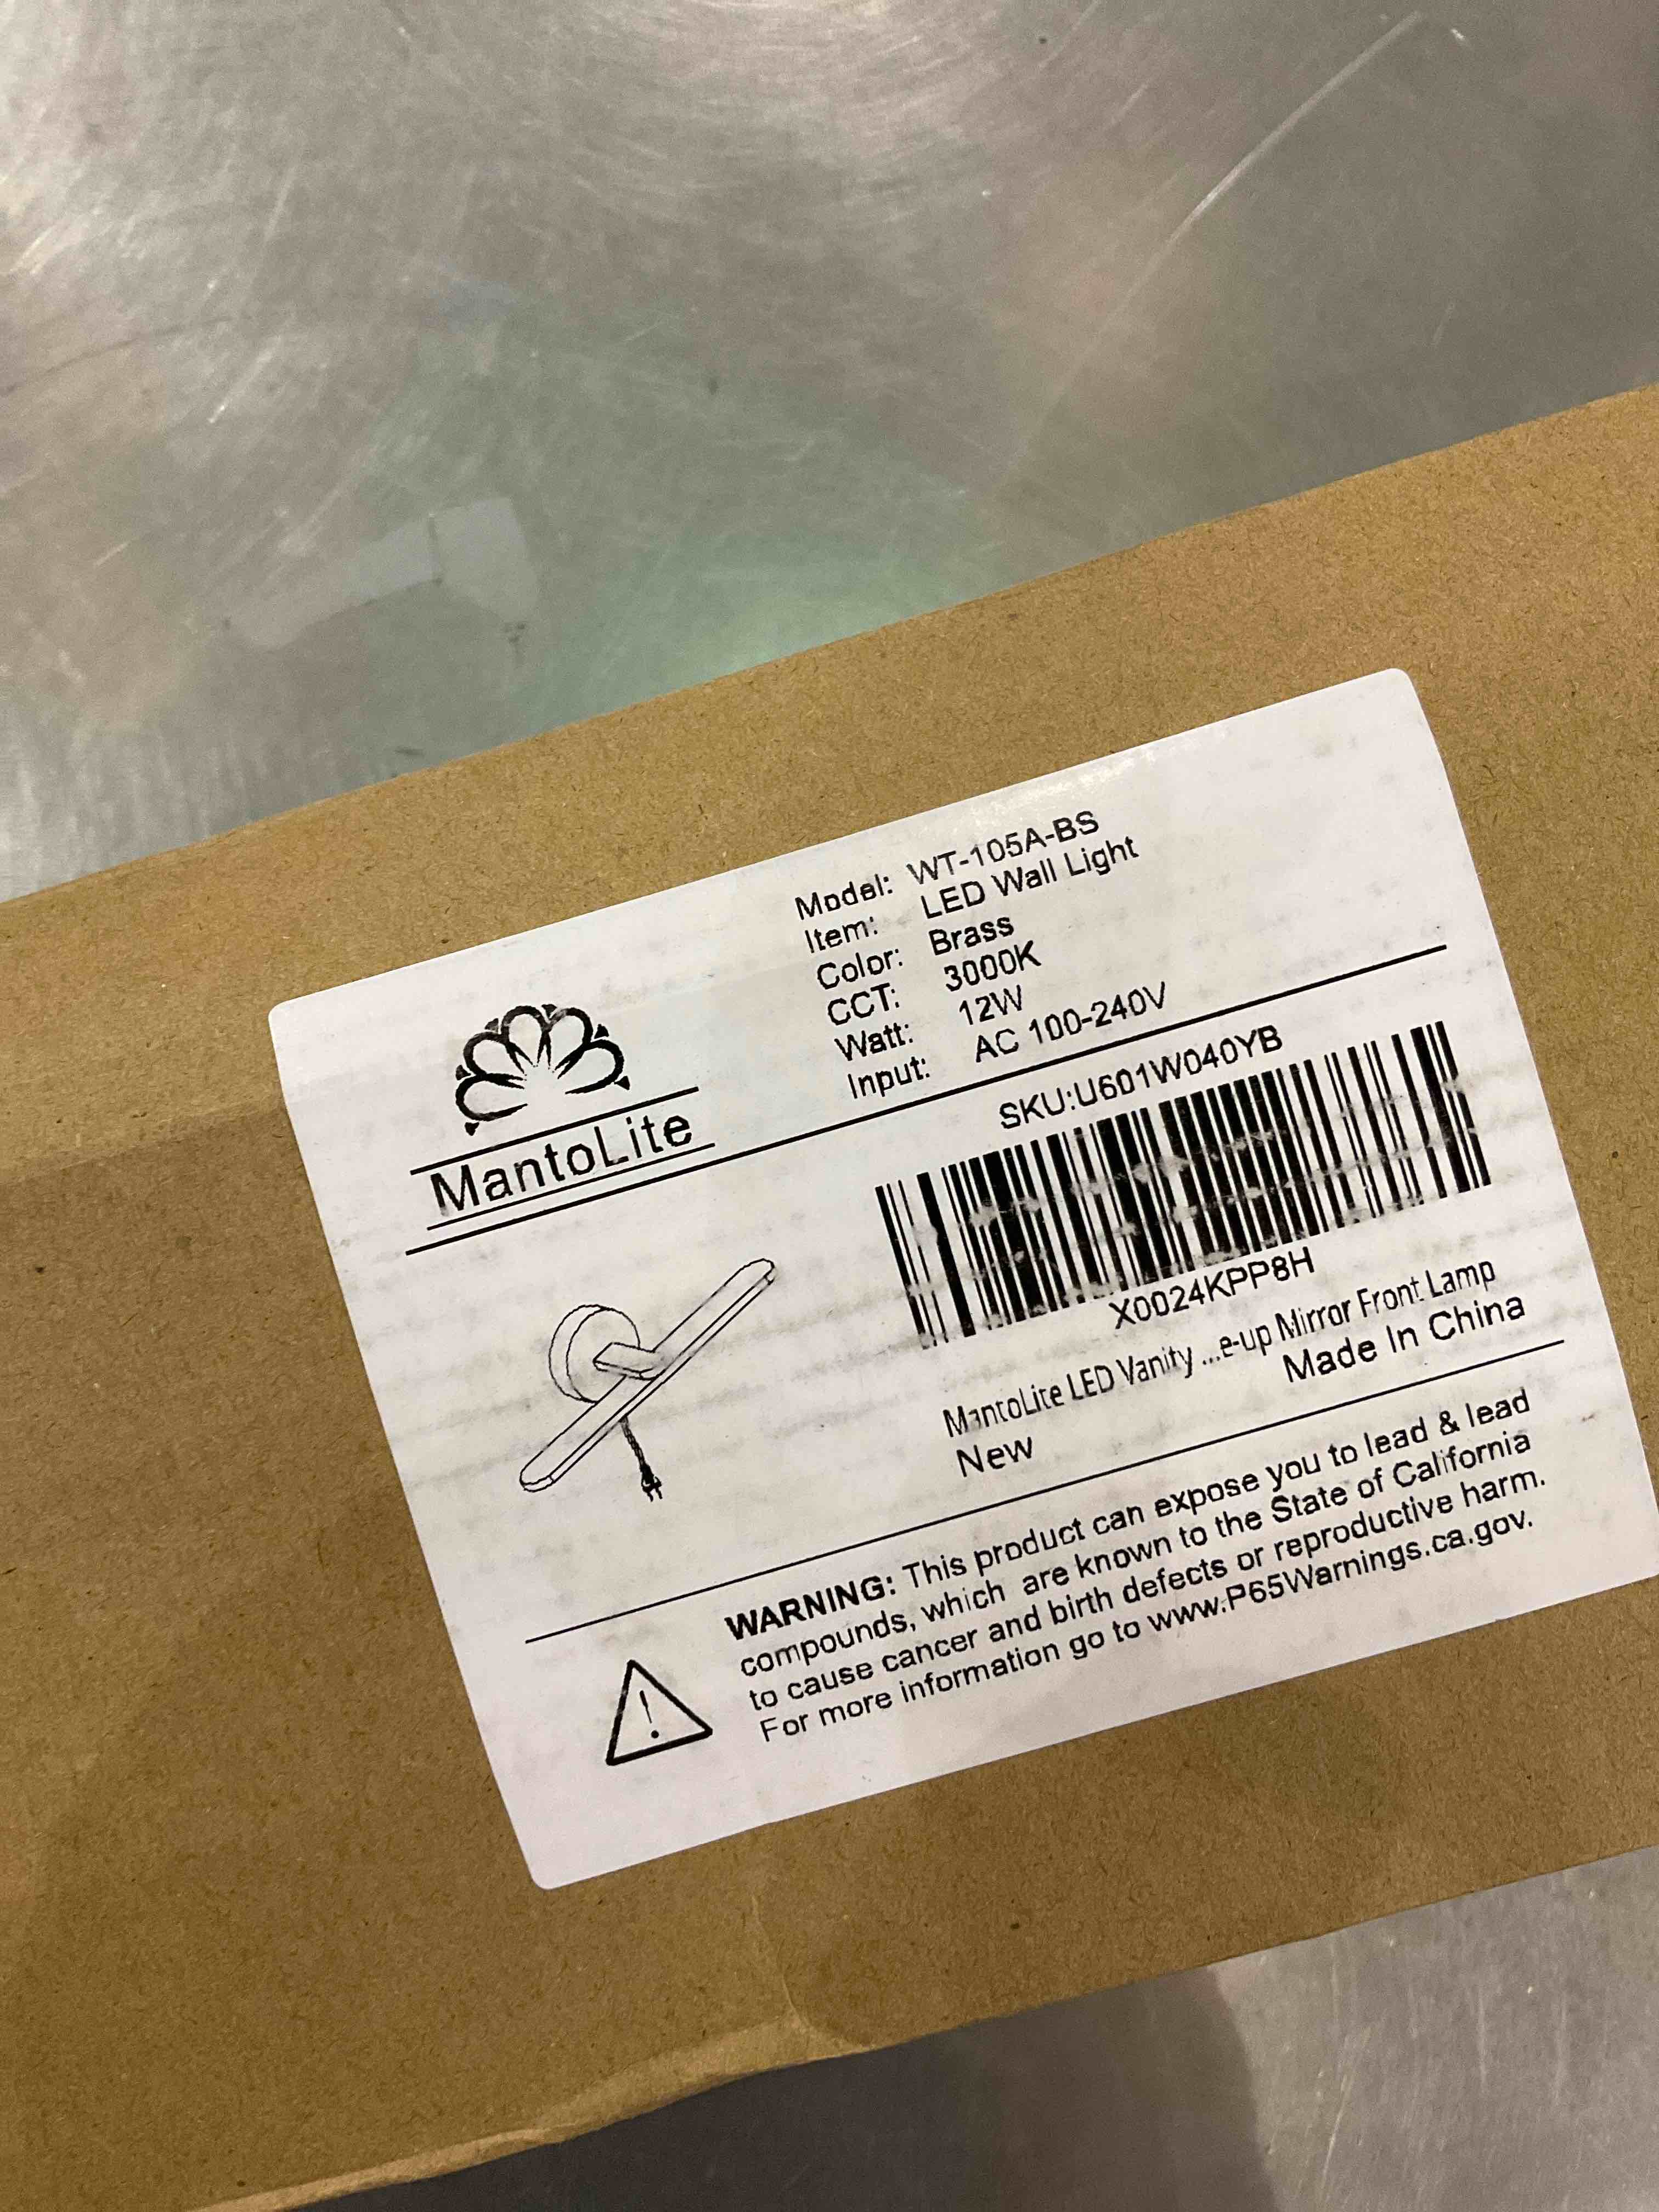 MantoLite
Model: WT-105A-BS
Item: LED Wall Light
Color: Brass
CCT: 3000K
Watt: 12W
Input: AC 100-240V
SKU:U601W040YB
X0024KPP8H
MantoLite LED Vanity ...e-up Mirror Front Lamp
New
Made In China
WARNING: This product can expose you to lead & lead
compounds, which are known to the State of California
to cause cancer and birth defects or reproductive harm.
For more information go to www.P65Warnings.ca.gov.